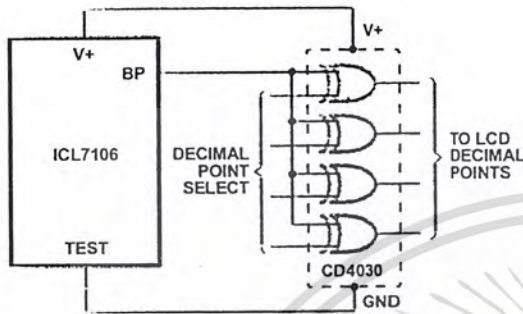 V+
V+
BP
ICL7106
DECIMAL
POINT
SELECT
TO LCD
DECIMAL
POINTS
TEST
CD4030
GND